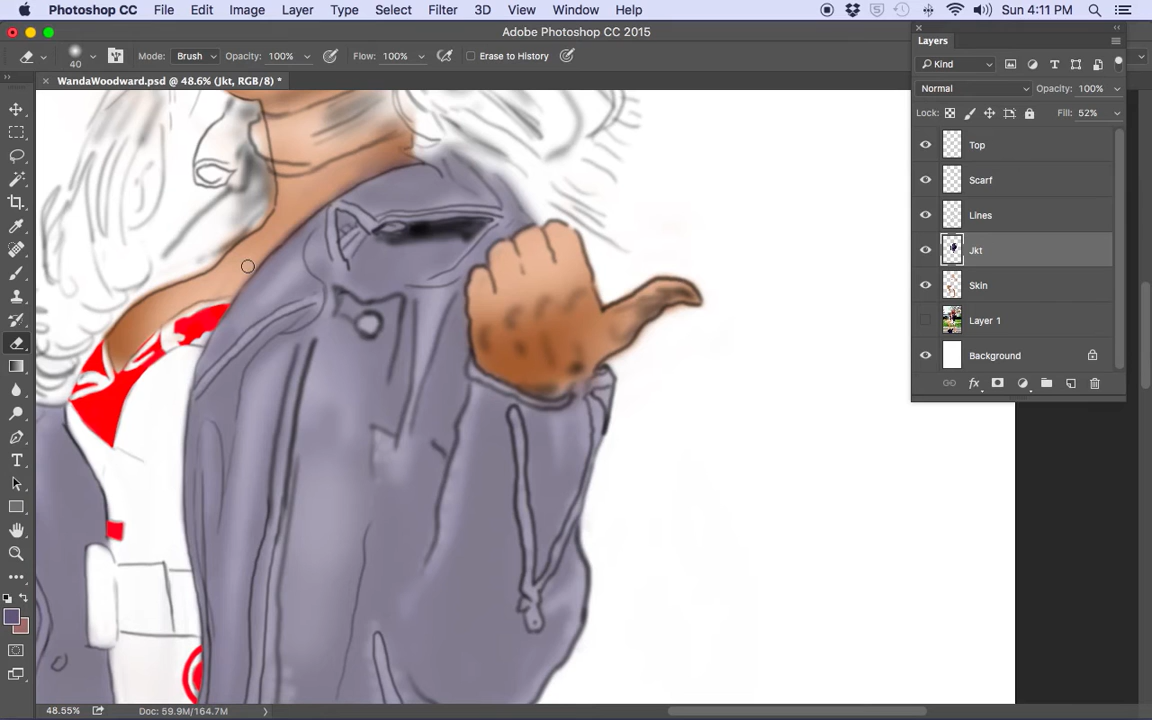 Photoshop CC File Edit Image Layer Type Select Filter 3D View Window Help Sun 4:11 PM
Adobe Photoshop CC 2015
40 Mode: Brush Opacity: 100% Flow: 100% Erase to History
WandaWoodward.psd @ 48.6% (Jkt, RGB/8) *
Layers
Kind
Normal Opacity: 100%
Lock: Fill: 52%
Top
Scarf
Lines
Jkt
Skin
Layer 1
Background
48.55% Doc: 59.9M/164.7M